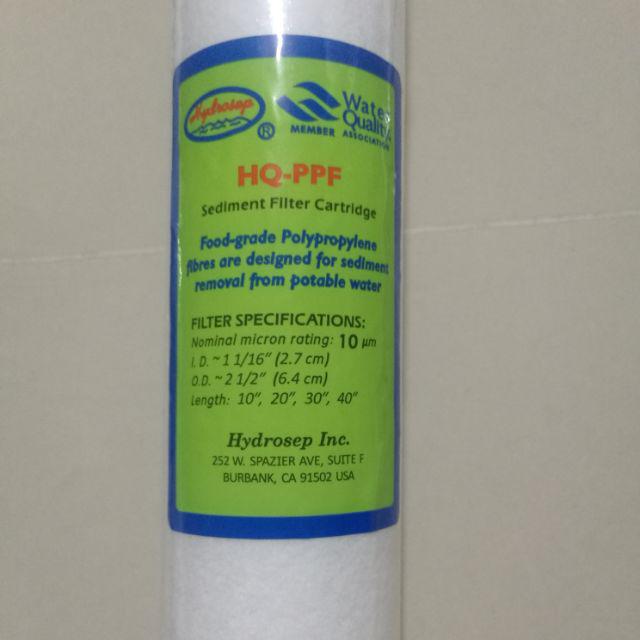 Hydrosep ®
Water
Quality
MEMBER ASSOCIATION
HQ-PPF
Sediment Filter Cartridge
Food-grade Polypropylene
fibres are designed for sediment
removal from potable water
FILTER SPECIFICATIONS:
Nominal micron rating: 10 µm
I. D. ~ 1 1/16" (2.7 cm)
O.D. ~ 2 1/2" (6.4 cm)
Length: 10", 20", 30", 40"
Hydrosep Inc.
252 W. SPAZIER AVE, SUITE F
BURBANK, CA 91502 USA